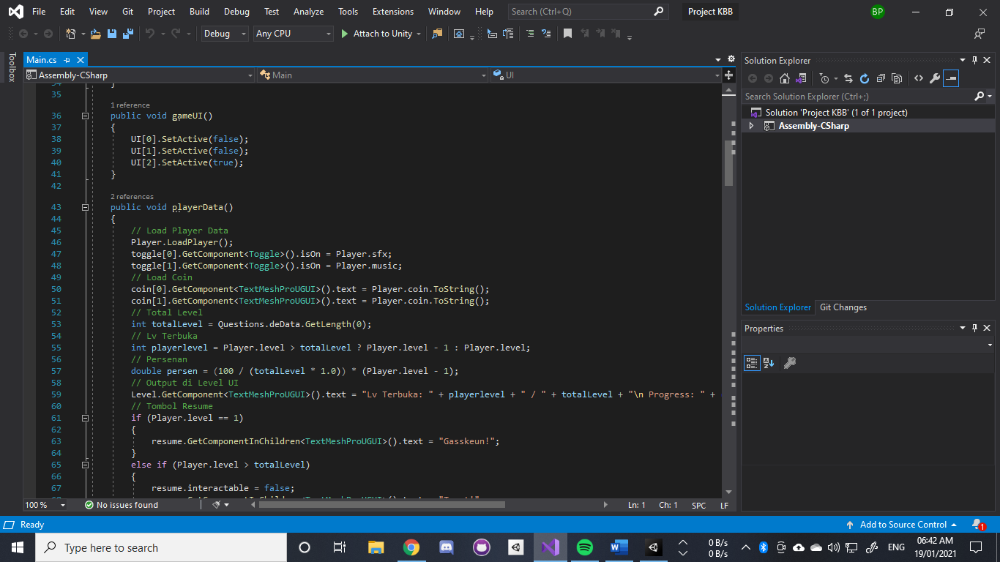 File Edit View Git Project Build Debug Test Analyze Tools Extensions Window Help Search (Ctrl+Q) Project KBB BP
Debug Any CPU Attach to Unity
Toolbox
Main.cs
Assembly-CSharp Main UI
34 }
35
1 reference
36 public void gameUI()
37 {
38 UI[0].SetActive(false);
39 UI[1].SetActive(false);
40 UI[2].SetActive(true);
41 }
42
2 references
43 public void playerData()
44 {
45 // Load Player Data
46 Player.LoadPlayer();
47 toggle[0].GetComponent<Toggle>().isOn = Player.sfx;
48 toggle[1].GetComponent<Toggle>().isOn = Player.music;
49 // Load Coin
50 coin[0].GetComponent<TextMeshProUGUI>().text = Player.coin.ToString();
51 coin[1].GetComponent<TextMeshProUGUI>().text = Player.coin.ToString();
52 // Total Level
53 int totalLevel = Questions.deData.GetLength(0);
54 // Lv Terbuka
55 int playerlevel = Player.level > totalLevel ? Player.level - 1 : Player.level;
56 // Persenan
57 double persen = (100 / (totalLevel * 1.0)) * (Player.level - 1);
58 // Output di Level UI
59 Level.GetComponent<TextMeshProUGUI>().text = "Lv Terbuka: " + playerlevel + " / " + totalLevel + "\n Progress: " +
60 // Tombol Resume
61 if (Player.level == 1)
62 {
63 resume.GetComponentInChildren<TextMeshProUGUI>().text = "Gasskeun!";
64 }
65 else if (Player.level > totalLevel)
66 {
67 resume.interactable = false;
100 % No issues found Ln: 1 Ch: 1 SPC LF
Solution Explorer
Search Solution Explorer (Ctrl+;)
Solution 'Project KBB' (1 of 1 project)
Assembly-CSharp
Solution Explorer Git Changes
Properties
Ready Add to Source Control 1
Type here to search
0 B/s
0 B/s
ENG
06:42 AM
19/01/2021